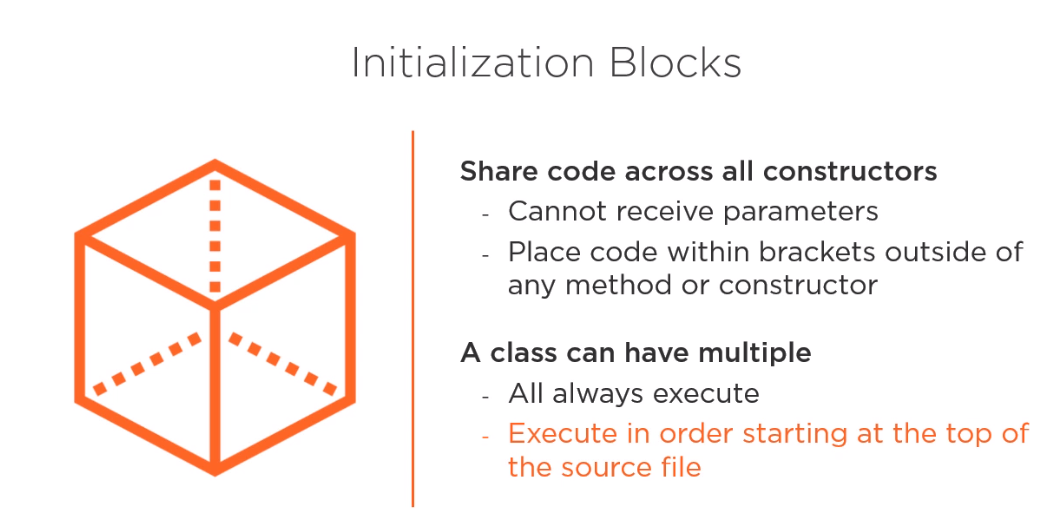 Initialization Blocks
Share code across all constructors
- Cannot receive parameters
- Place code within brackets outside of
any method or constructor
A class can have multiple
- All always execute
- Execute in order starting at the top of
the source file